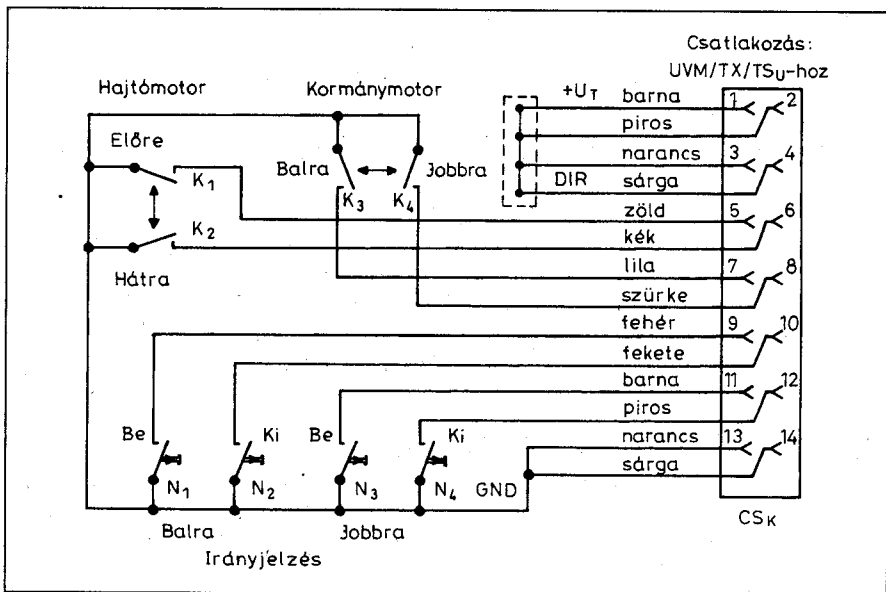 Csatlakozás:
UVM/TX/TSU-hoz
Hajtómotor
Kormánymotor
+UT
barna
1
2
piros
Előre
narancs
3
4
Balra
Jobbra
DIR
sárga
K1
K3
K4
zöld
5
6
K2
kék
Hátra
lila
7
8
szürke
fehér
9
10
fekete
barna
11
12
piros
Be
Ki
Be
Ki
narancs
13
14
sárga
N1
N2
N3
N4
GND
CSK
Balra
Jobbra
Irányjelzés